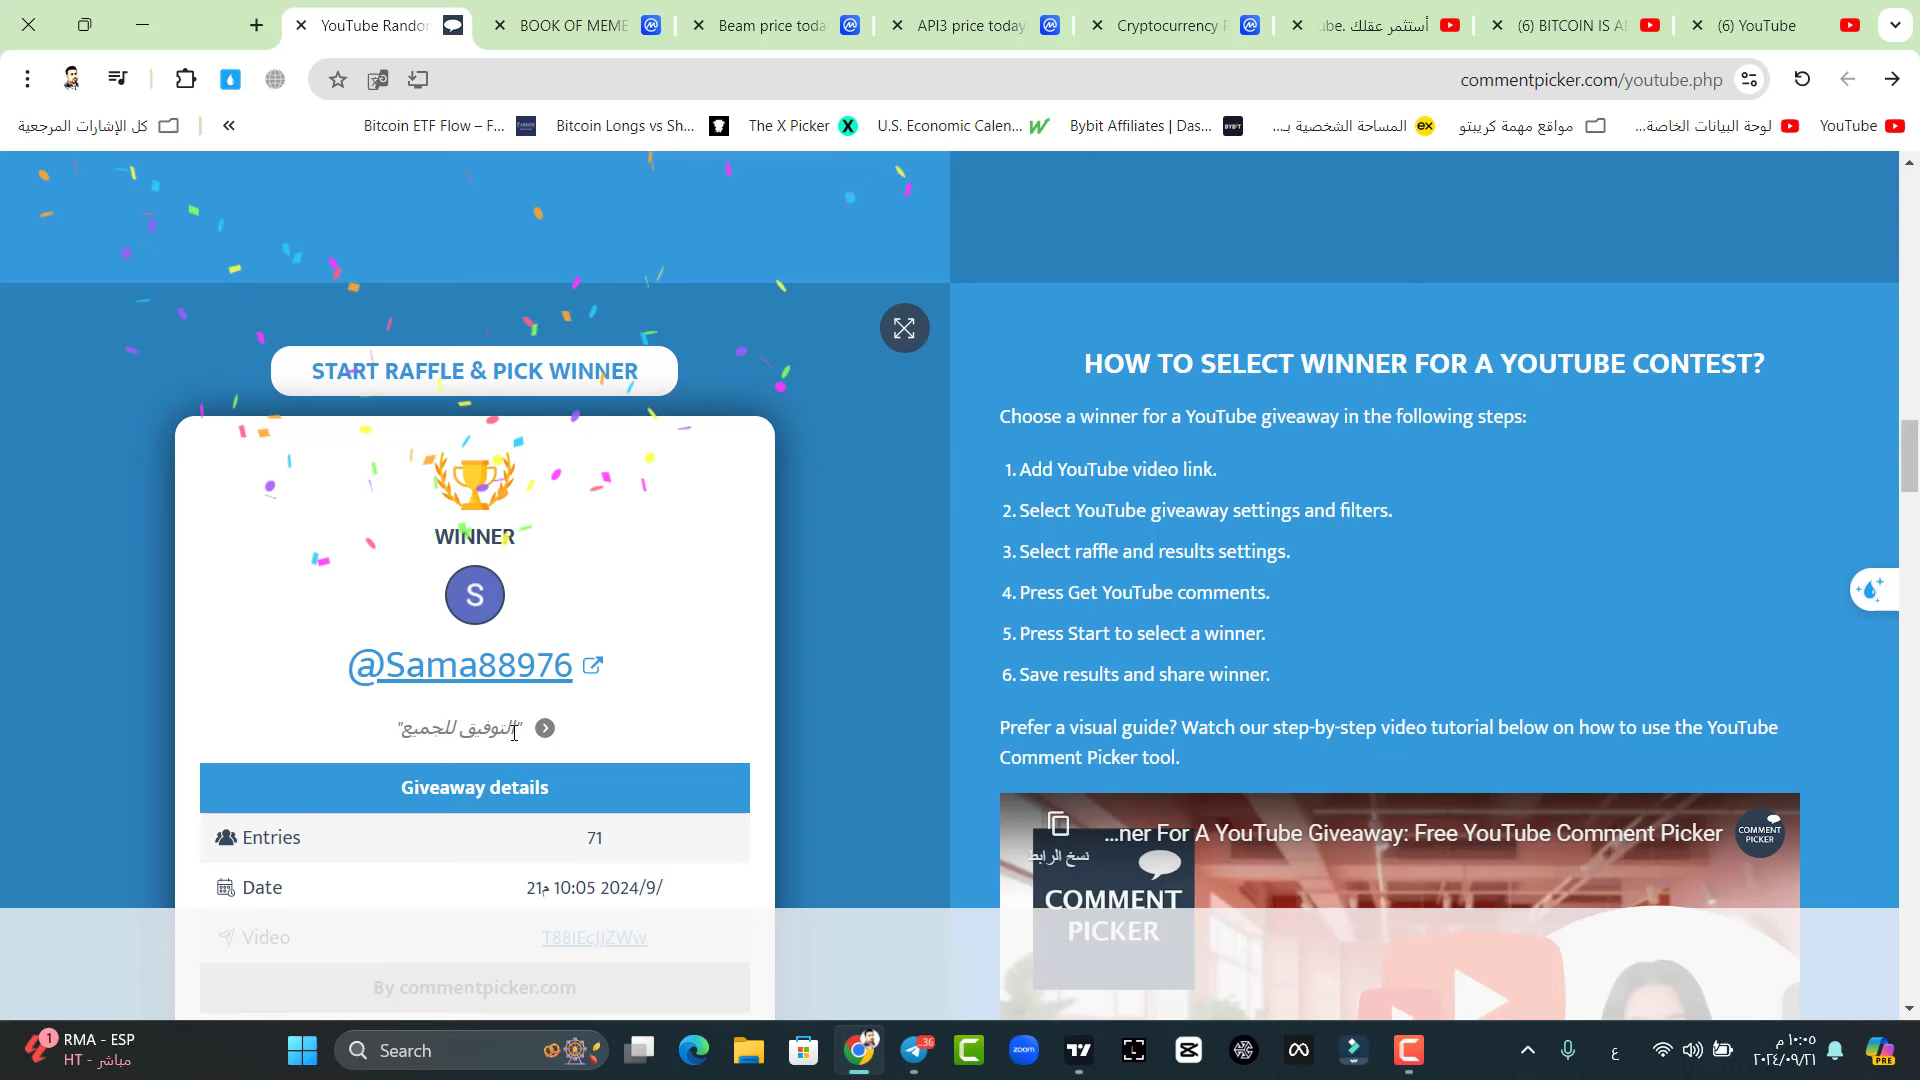 YouTube Randor
BOOK OF MEME
Beam price toda
API3 price today
Cryptocurrency P
أستثمر عقلك .ube
(6) BITCOIN IS AL
(6) YouTube
commentpicker.com/youtube.php
كل الإشارات المرجعية
«
Bitcoin ETF Flow – F...
Bitcoin Longs vs Sh...
The X Picker
U.S. Economic Calen...
Bybit Affiliates | Das...
المساحة الشخصية بـ...
مواقع مهمة كريبتو
لوحة البيانات الخاصة...
YouTube
START RAFFLE & PICK WINNER
WINNER
S
@Sama88976
"التوفيق للجميع"
Giveaway details
Entries
71
Date
21م 10:05 2024/9/
Video
T88IEcJJZWw
By commentpicker.com
HOW TO SELECT WINNER FOR A YOUTUBE CONTEST?
Choose a winner for a YouTube giveaway in the following steps:
1. Add YouTube video link.
2. Select YouTube giveaway settings and filters.
3. Select raffle and results settings.
4. Press Get YouTube comments.
5. Press Start to select a winner.
6. Save results and share winner.
Prefer a visual guide? Watch our step-by-step video tutorial below on how to use the YouTube
Comment Picker tool.
...ner For A YouTube Giveaway: Free YouTube Comment Picker
COMMENT
PICKER
نسخ الرابط
COMMENT
PICKER
1
RMA - ESP
HT - مباشر
Search
36
zoom
ع
١٠:٠٥ م
٢٠٢٤/٠٩/٢١
PRE